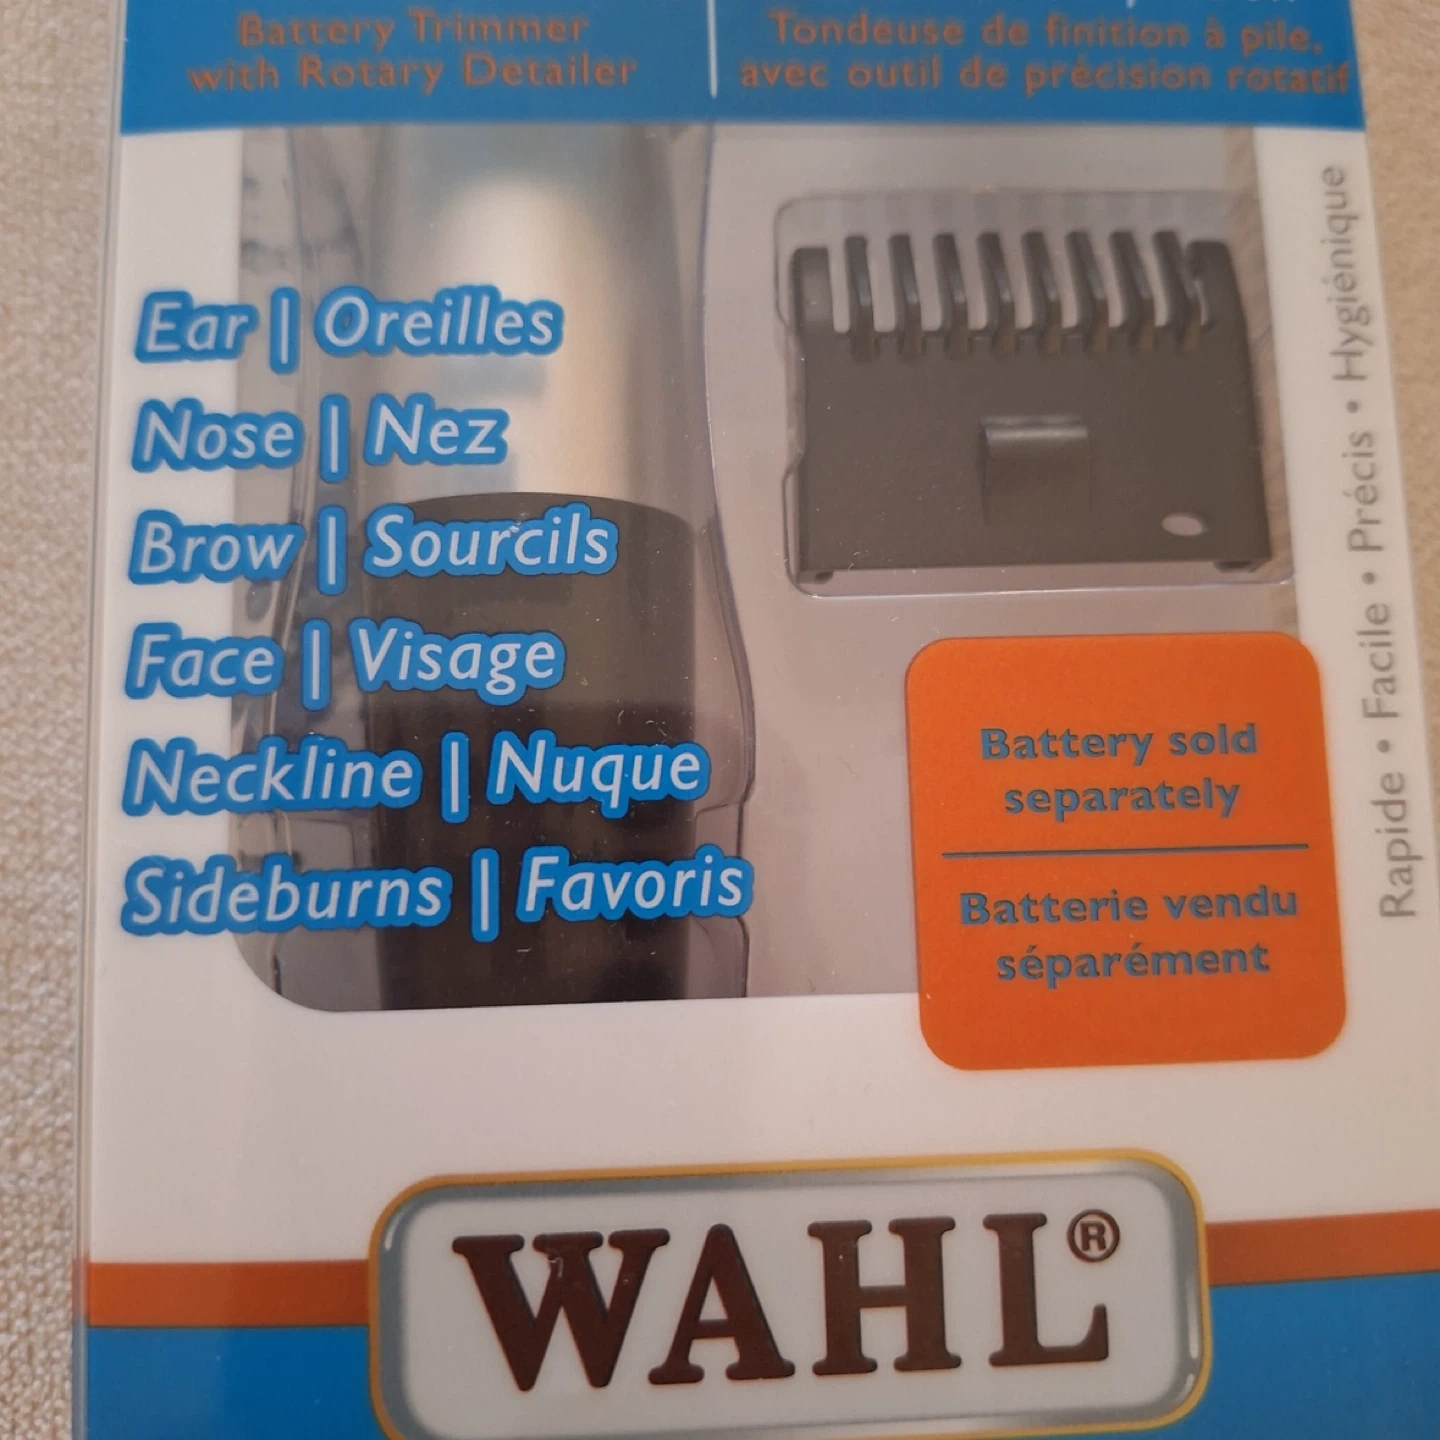 Battery Trimmer
with Rotary Detailer
Tondeuse de finition à pile,
avec outil de précision rotatif
Ear | Oreilles
Nose | Nez
Brow | Sourcils
Face | Visage
Neckline | Nuque
Sideburns | Favoris
Rapide • Facile • Précis • Hygiénique
Battery sold
separately
Batterie vendu
séparément
WAHL®